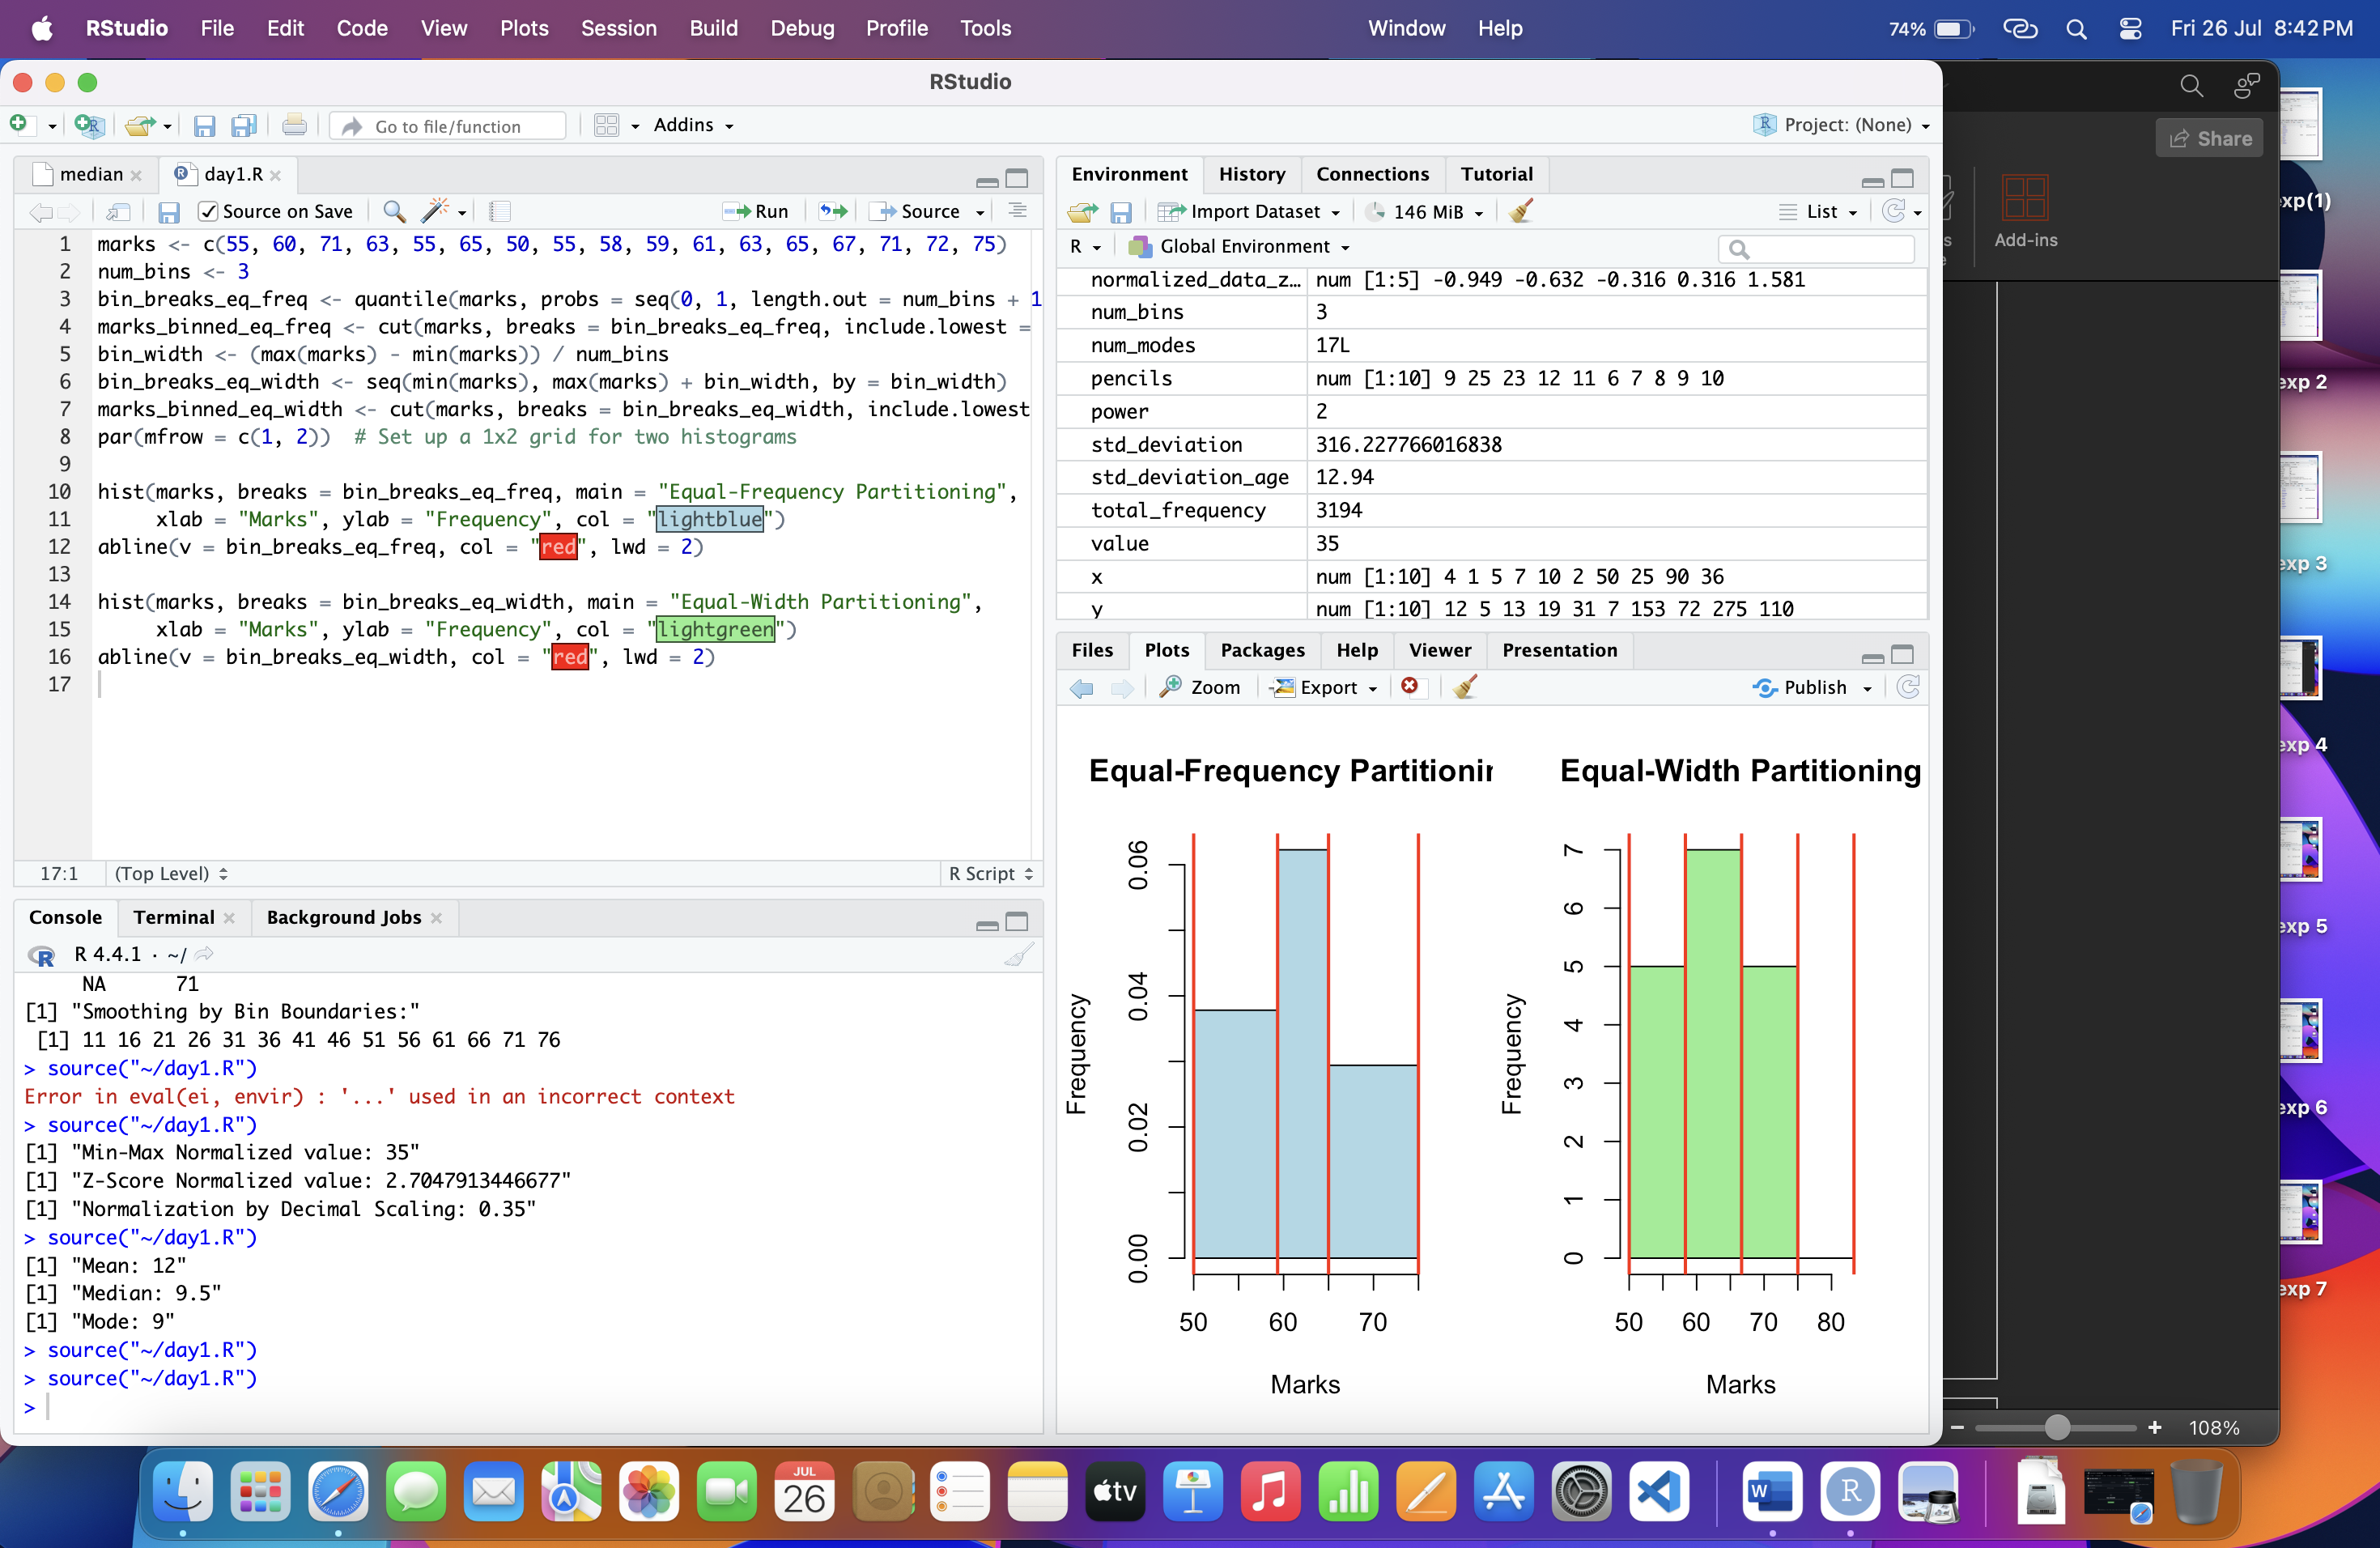 RStudio File Edit Code View Plots Session Build Debug Profile Tools Window Help 74% Fri 26 Jul 8:42 PM
RStudio
Go to file/function Addins Project: (None)
median day1.R
Source on Save Run Source
1 marks <- c(55, 60, 71, 63, 55, 65, 50, 55, 58, 59, 61, 63, 65, 67, 71, 72, 75)
2 num_bins <- 3
3 bin_breaks_eq_freq <- quantile(marks, probs = seq(0, 1, length.out = num_bins + 1
4 marks_binned_eq_freq <- cut(marks, breaks = bin_breaks_eq_freq, include.lowest =
5 bin_width <- (max(marks) - min(marks)) / num_bins
6 bin_breaks_eq_width <- seq(min(marks), max(marks) + bin_width, by = bin_width)
7 marks_binned_eq_width <- cut(marks, breaks = bin_breaks_eq_width, include.lowest
8 par(mfrow = c(1, 2))  # Set up a 1x2 grid for two histograms
9
10 hist(marks, breaks = bin_breaks_eq_freq, main = "Equal-Frequency Partitioning",
11      xlab = "Marks", ylab = "Frequency", col = "lightblue")
12 abline(v = bin_breaks_eq_freq, col = "red", lwd = 2)
13
14 hist(marks, breaks = bin_breaks_eq_width, main = "Equal-Width Partitioning",
15      xlab = "Marks", ylab = "Frequency", col = "lightgreen")
16 abline(v = bin_breaks_eq_width, col = "red", lwd = 2)
17
17:1 (Top Level) R Script
Console Terminal Background Jobs
R 4.4.1 · ~/
NA 71
[1] "Smoothing by Bin Boundaries:"
[1] 11 16 21 26 31 36 41 46 51 56 61 66 71 76
> source("~/day1.R")
Error in eval(ei, envir) : '...' used in an incorrect context
> source("~/day1.R")
[1] "Min-Max Normalized value: 35"
[1] "Z-Score Normalized value: 2.7047913446677"
[1] "Normalization by Decimal Scaling: 0.35"
> source("~/day1.R")
[1] "Mean: 12"
[1] "Median: 9.5"
[1] "Mode: 9"
> source("~/day1.R")
> source("~/day1.R")
>
Environment History Connections Tutorial
Import Dataset 146 MiB List
R Global Environment
normalized_data_z… num [1:5] -0.949 -0.632 -0.316 0.316 1.581
num_bins 3
num_modes 17L
pencils num [1:10] 9 25 23 12 11 6 7 8 9 10
power 2
std_deviation 316.227766016838
std_deviation_age 12.94
total_frequency 3194
value 35
x num [1:10] 4 1 5 7 10 2 50 25 90 36
y num [1:10] 12 5 13 19 31 7 153 72 275 110
Files Plots Packages Help Viewer Presentation
Zoom Export Publish
Equal-Frequency Partitionin
0.00 0.02 0.04 0.06
Frequency
50 60 70
Marks
Equal-Width Partitioning
0 1 2 3 4 5 6 7
Frequency
50 60 70 80
Marks
Share
s
Add-ins
108%
exp(1)
exp 2
exp 3
exp 4
exp 5
exp 6
exp 7
JUL
26
tv
W
R